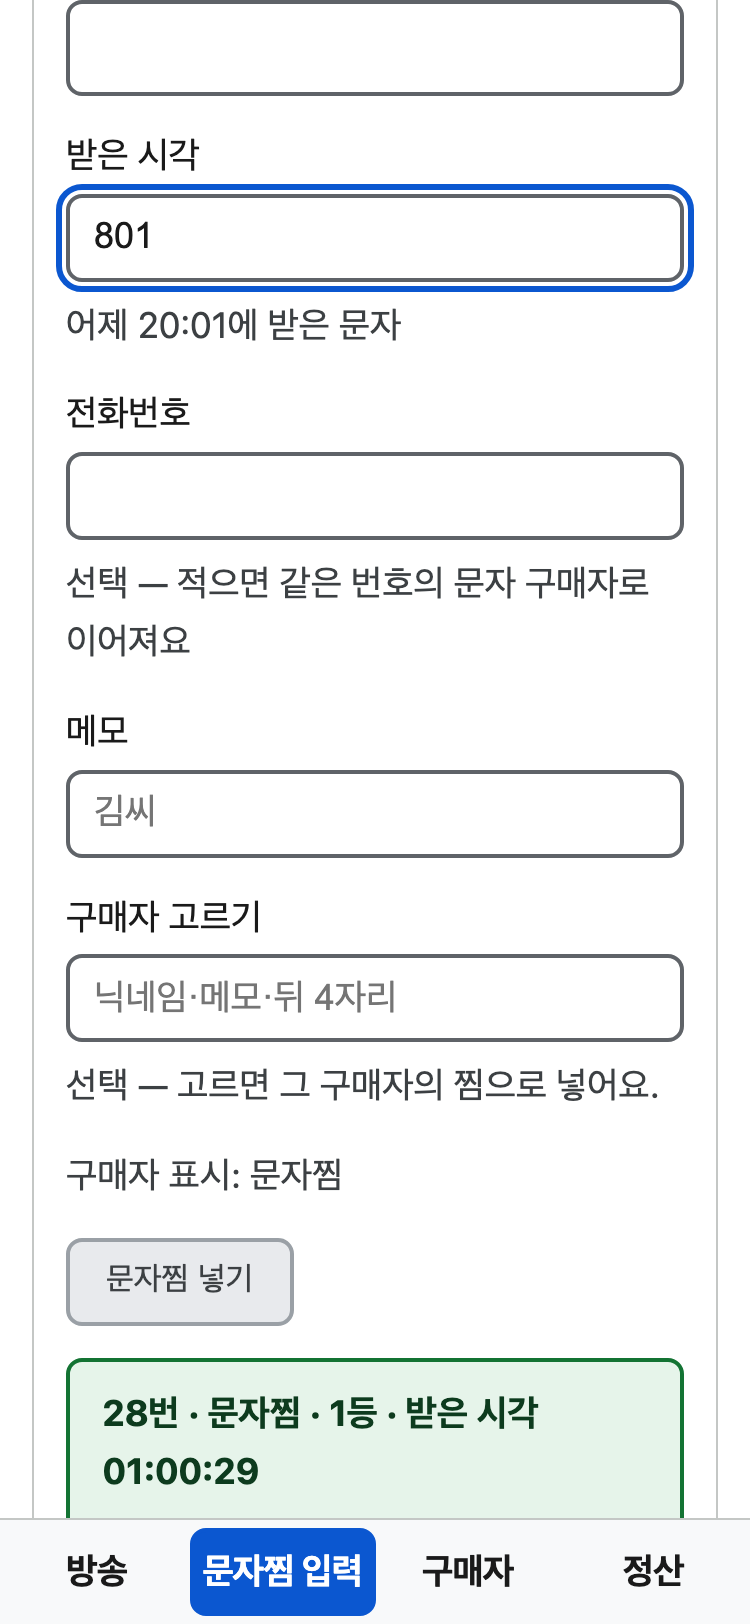 받은 시각
801
어제 20:01에 받은 문자
전화번호
선택 — 적으면 같은 번호의 문자 구매자로
이어져요
메모
김씨
구매자 고르기
닉네임·메모·뒤 4자리
선택 — 고르면 그 구매자의 찜으로 넣어요.
구매자 표시: 문자찜
문자찜 넣기
28번 · 문자찜 · 1등 · 받은 시각
01:00:29
방송 문자찜 입력 구매자 정산